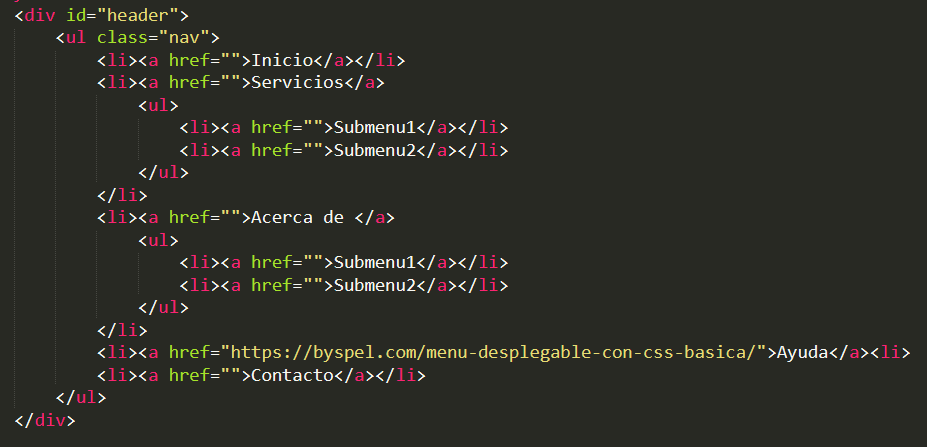 <div id="header">
    <ul class="nav">
        <li><a href="">Inicio</a></li>
        <li><a href="">Servicios</a>
            <ul>
                <li><a href="">Submenu1</a></li>
                <li><a href="">Submenu2</a></li>
            </ul>
        </li>
        <li><a href="">Acerca de </a>
            <ul>
                <li><a href="">Submenu1</a></li>
                <li><a href="">Submenu2</a></li>
            </ul>
        </li>
        <li><a href="https://byspel.com/menu-desplegable-con-css-basica/">Ayuda</a><li>
        <li><a href="">Contacto</a></li>
    </ul>
</div>